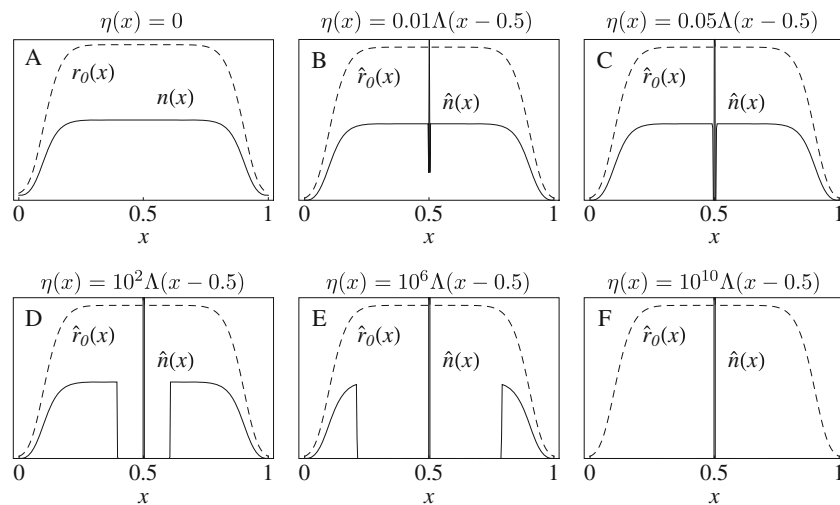 η(x) = 0
η(x) = 0.01Λ(x − 0.5)
η(x) = 0.05Λ(x − 0.5)
A
r₀(x)
n(x)
0
0.5
1
x
B
r̂₀(x)
n̂(x)
0
0.5
1
x
C
r̂₀(x)
n̂(x)
0
0.5
1
x
η(x) = 10²Λ(x − 0.5)
η(x) = 10⁶Λ(x − 0.5)
η(x) = 10¹⁰Λ(x − 0.5)
D
r̂₀(x)
n̂(x)
0
0.5
1
x
E
r̂₀(x)
n̂(x)
0
0.5
1
x
F
r̂₀(x)
n̂(x)
0
0.5
1
x